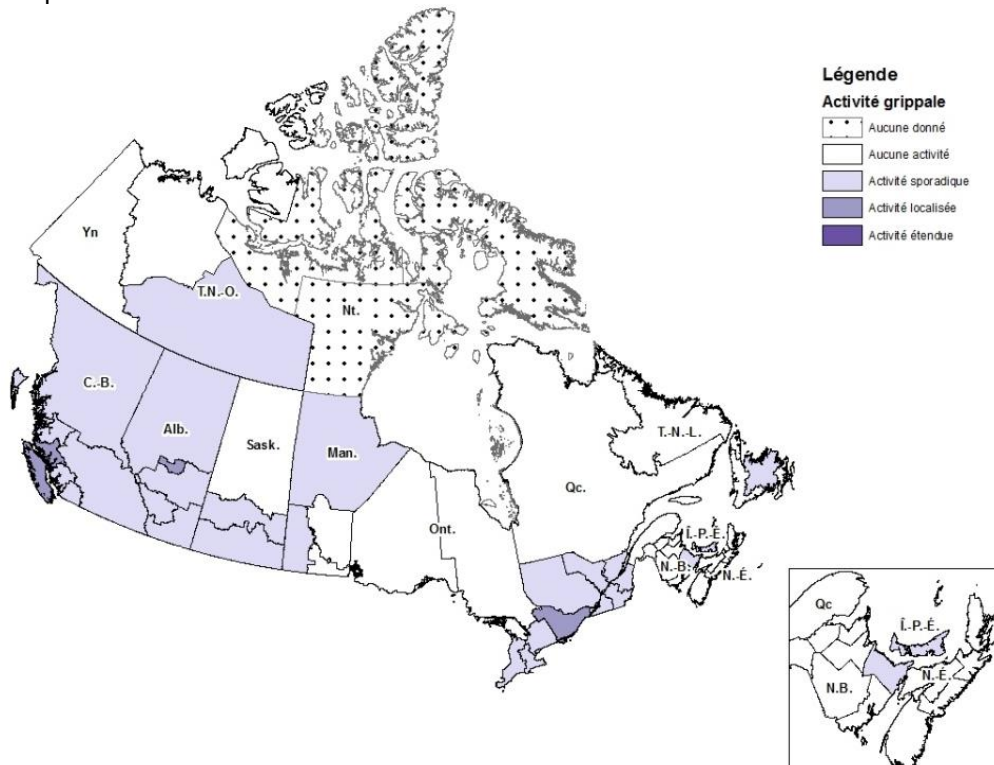 Légende
Activité grippale
Aucune donné
Aucune activité
Activité sporadique
Activité localisée
Activité étendue
Yn
T.N.-O.
Nt.
C.-B.
Alb.
Sask.
Man.
Ont.
Qc.
T.-N.-L.
Î.-P.-É.
N.-B.
N.-É.
Qc
Î.-P.-É.
N.-É.
N.B.